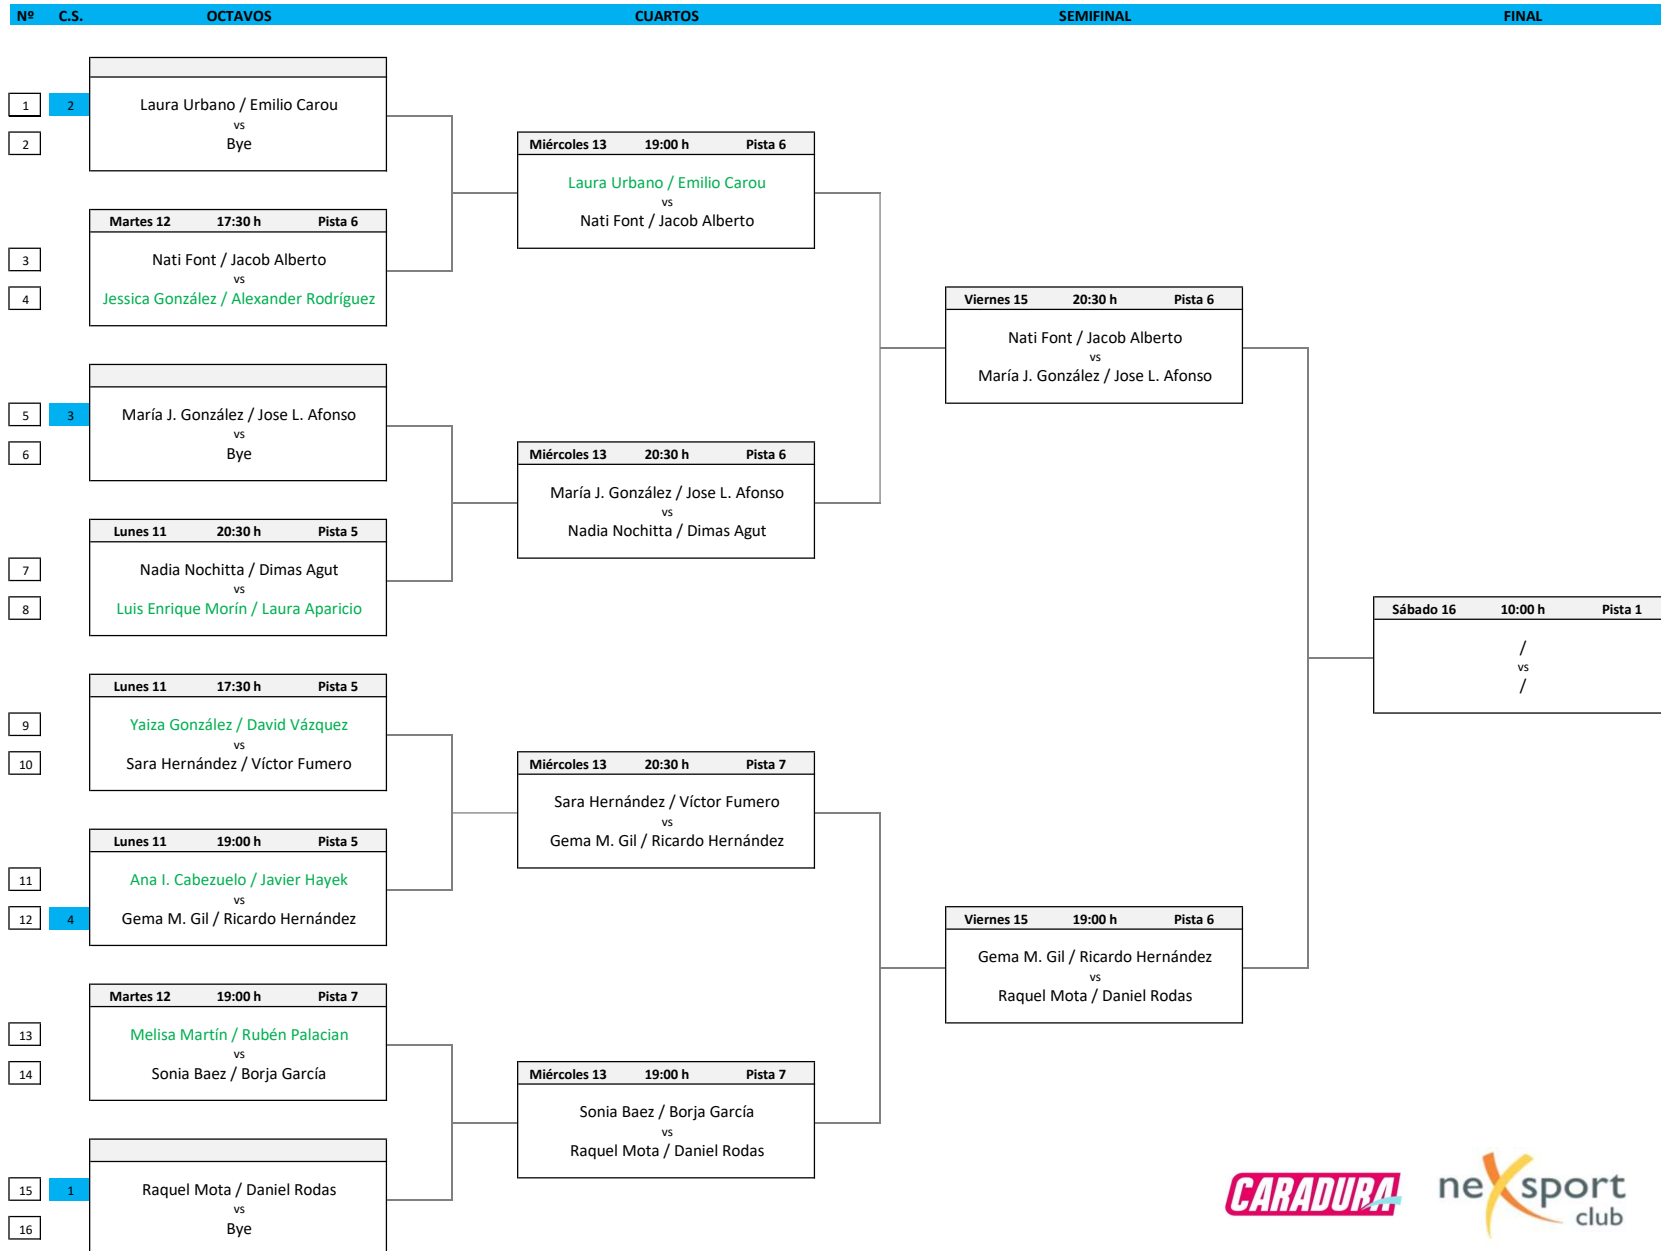 Nº C.S. OCTAVOS CUARTOS SEMIFINAL FINAL
1 2 Laura Urbano / Emilio Carou
vs
2 Bye
Martes 12 17:30 h Pista 6
3 Nati Font / Jacob Alberto
vs
4 Jessica González / Alexander Rodríguez
5 3 María J. González / Jose L. Afonso
vs
6 Bye
Lunes 11 20:30 h Pista 5
7 Nadia Nochitta / Dimas Agut
vs
8 Luis Enrique Morín / Laura Aparicio
Lunes 11 17:30 h Pista 5
9 Yaiza González / David Vázquez
vs
10 Sara Hernández / Víctor Fumero
Lunes 11 19:00 h Pista 5
11 Ana I. Cabezuelo / Javier Hayek
vs
12 4 Gema M. Gil / Ricardo Hernández
Martes 12 19:00 h Pista 7
13 Melisa Martín / Rubén Palacian
vs
14 Sonia Baez / Borja García
15 1 Raquel Mota / Daniel Rodas
vs
16 Bye
Miércoles 13 19:00 h Pista 6
Laura Urbano / Emilio Carou
vs
Nati Font / Jacob Alberto
Miércoles 13 20:30 h Pista 6
María J. González / Jose L. Afonso
vs
Nadia Nochitta / Dimas Agut
Miércoles 13 20:30 h Pista 7
Sara Hernández / Víctor Fumero
vs
Gema M. Gil / Ricardo Hernández
Miércoles 13 19:00 h Pista 7
Sonia Baez / Borja García
vs
Raquel Mota / Daniel Rodas
Viernes 15 20:30 h Pista 6
Nati Font / Jacob Alberto
vs
María J. González / Jose L. Afonso
Viernes 15 19:00 h Pista 6
Gema M. Gil / Ricardo Hernández
vs
Raquel Mota / Daniel Rodas
Sábado 16 10:00 h Pista 1
/
vs
/
CARADURA
neXsport
club